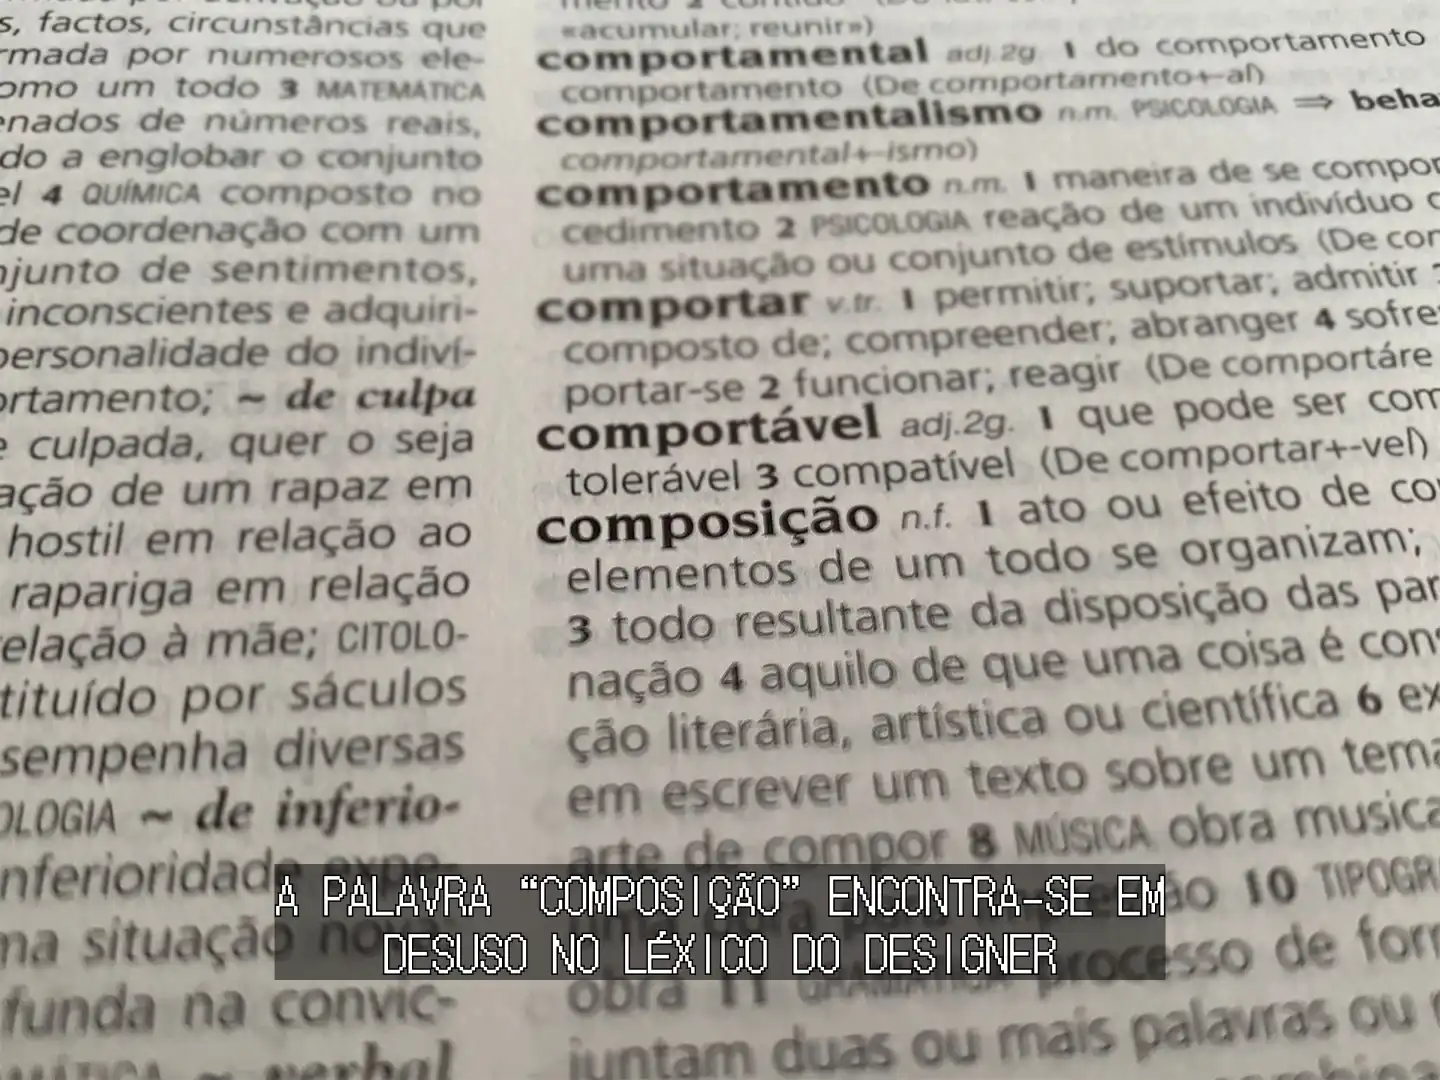 s, factos, circunstâncias que
rmada por numerosos ele-
omo um todo 3 MATEMÁTICA
enados de números reais,
do a englobar o conjunto
el 4 QUÍMICA composto no
de coordenação com um
njunto de sentimentos,
inconscientes e adquiri-
personalidade do indiví-
ortamento; ~ de culpa
e culpada, quer o seja
ação de um rapaz em
hostil em relação ao
rapariga em relação
relação à mãe; CITOLO-
tituído por sáculos
sempenha diversas
OLOGIA ~ de inferio-
nferioridade expe-
ma situação no
funda na convic-
~ verbal
«acumular; reunir»)
comportamental adj.2g. 1 do comportamento
comportamento (De comportamento+-al)
comportamentalismo n.m. PSICOLOGIA ⇒ beha
comportamental+-ismo)
comportamento n.m. 1 maneira de se compor
cedimento 2 PSICOLOGIA reação de um indivíduo
uma situação ou conjunto de estímulos (De com
comportar v.tr. 1 permitir; suportar; admitir
composto de; compreender; abranger 4 sofre
portar-se 2 funcionar; reagir (De comportáre
comportável adj.2g. 1 que pode ser com
tolerável 3 compatível (De comportar+-vel)
composição n.f. 1 ato ou efeito de co
elementos de um todo se organizam;
3 todo resultante da disposição das par
nação 4 aquilo de que uma coisa é cons
ção literária, artística ou científica 6 ex
em escrever um texto sobre um tema
arte de compor 8 MÚSICA obra musica
10 TIPOGR
obra 11 GRAMÁTICA processo de for
juntam duas ou mais palavras ou
A PALAVRA “COMPOSIÇÃO” ENCONTRA-SE EM
DESUSO NO LÉXICO DO DESIGNER